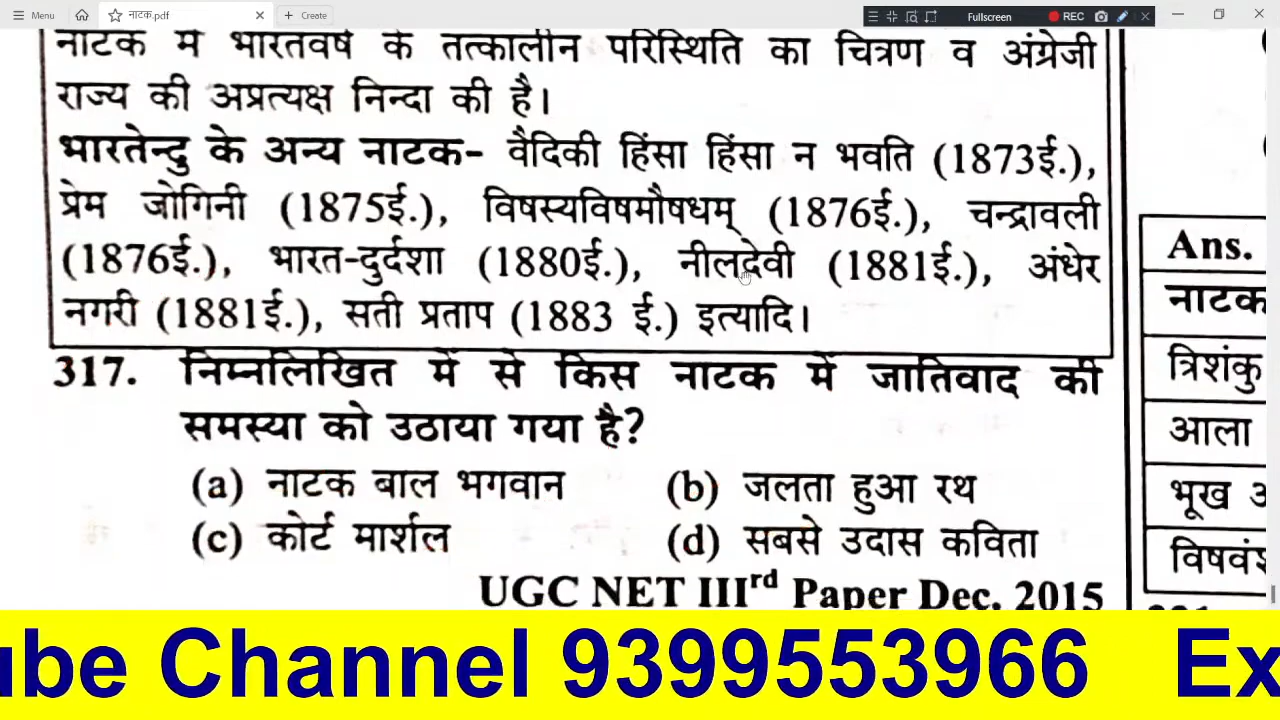 Menu
नाटक.pdf
Create
Fullscreen
REC
नाटक में भारतवर्ष के तत्कालीन परिस्थिति का चित्रण व अंग्रेजी
राज्य की अप्रत्यक्ष निन्दा की है।
भारतेन्दु के अन्य नाटक- वैदिकी हिंसा हिंसा न भवति (1873ई.),
प्रेम जोगिनी (1875ई.), विषस्यविषमौषधम् (1876ई.), चन्द्रावली
(1876ई.), भारत-दुर्दशा (1880ई.), नीलदेवी (1881ई.), अंधेर
नगरी (1881ई.), सती प्रताप (1883 ई.) इत्यादि।
317. निम्नलिखित में से किस नाटक में जातिवाद की
समस्या को उठाया गया है?
(a) नाटक बाल भगवान (b) जलता हुआ रथ
(c) कोर्ट मार्शल (d) सबसे उदास कविता
UGC NET IIIrd Paper Dec. 2015
Ans.
नाटक
त्रिशंकु
आला
भूख
ube Channel 9399553966 Ex